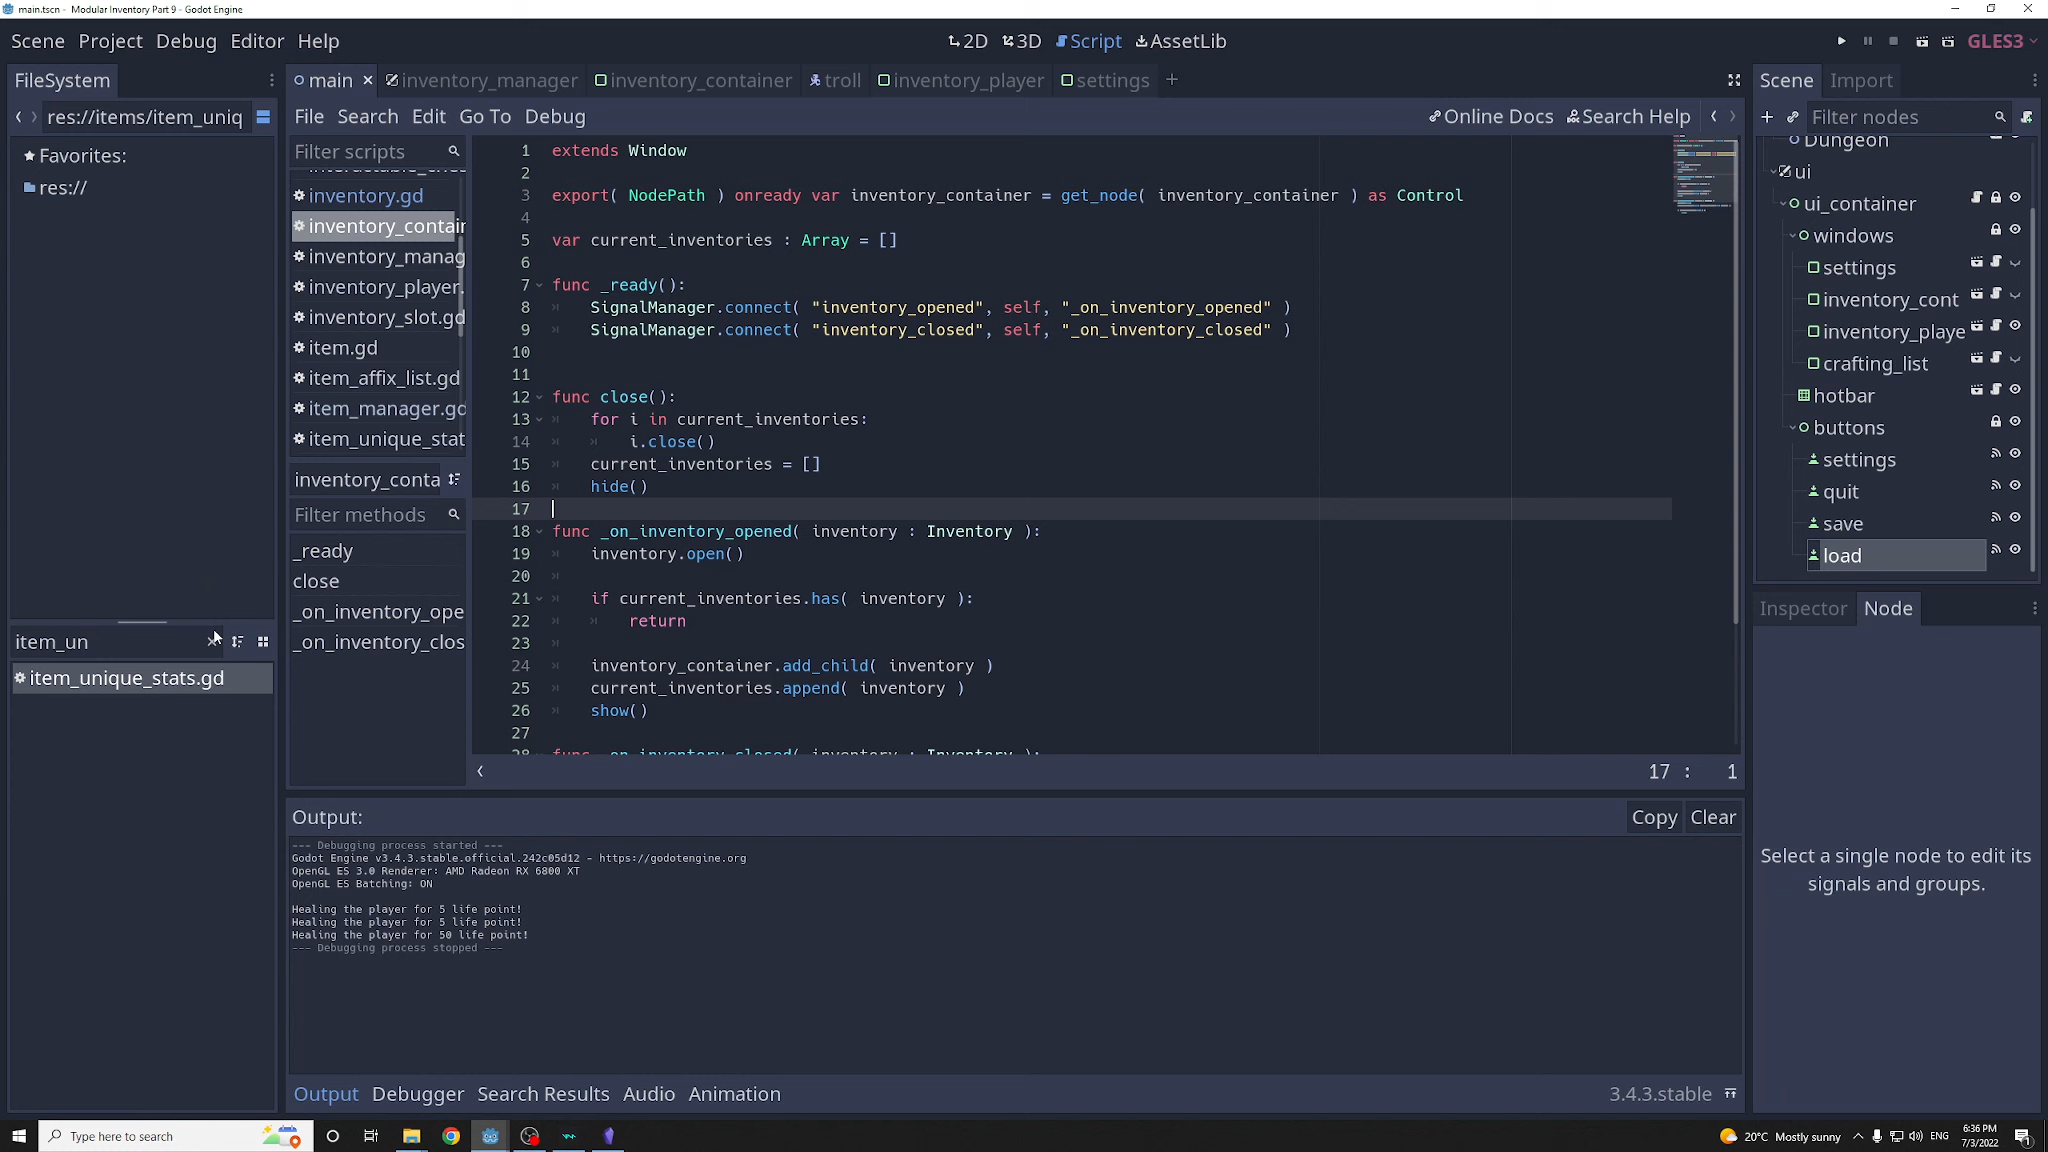 main.tscn - Modular Inventory Part 9 - Godot Engine
Scene Project Debug Editor Help
2D 3D Script AssetLib
GLES3
FileSystem
res://items/item_uniq
Favorites:
res://
item_un
item_unique_stats.gd
main inventory_manager inventory_container troll inventory_player settings
File Search Edit Go To Debug
Online Docs Search Help
Filter scripts
inventory.gd
inventory_contair
inventory_manag
inventory_player.
inventory_slot.gd
item.gd
item_affix_list.gd
item_manager.gd
item_unique_stat
inventory_conta
Filter methods
_ready
close
_on_inventory_ope
_on_inventory_clos
1 extends Window
2
3 export( NodePath ) onready var inventory_container = get_node( inventory_container ) as Control
4
5 var current_inventories : Array = []
6
7 func _ready():
8 SignalManager.connect( "inventory_opened", self, "_on_inventory_opened" )
9 SignalManager.connect( "inventory_closed", self, "_on_inventory_closed" )
10
11
12 func close():
13 for i in current_inventories:
14 i.close()
15 current_inventories = []
16 hide()
17
18 func _on_inventory_opened( inventory : Inventory ):
19 inventory.open()
20
21 if current_inventories.has( inventory ):
22 return
23
24 inventory_container.add_child( inventory )
25 current_inventories.append( inventory )
26 show()
27
28 func _on_inventory_closed( inventory : Inventory ):
17 : 1
Output:
Copy Clear
--- Debugging process started ---
Godot Engine v3.4.3.stable.official.242c05d12 - https://godotengine.org
OpenGL ES 3.0 Renderer: AMD Radeon RX 6800 XT
OpenGL ES Batching: ON
Healing the player for 5 life point!
Healing the player for 5 life point!
Healing the player for 50 life point!
--- Debugging process stopped ---
Output Debugger Search Results Audio Animation
3.4.3.stable
Scene Import
Filter nodes
Dungeon
ui
ui_container
windows
settings
inventory_cont
inventory_playe
crafting_list
hotbar
buttons
settings
quit
save
load
Inspector Node
Select a single node to edit its
signals and groups.
Type here to search
20°C Mostly sunny
ENG
6:36 PM
7/3/2022